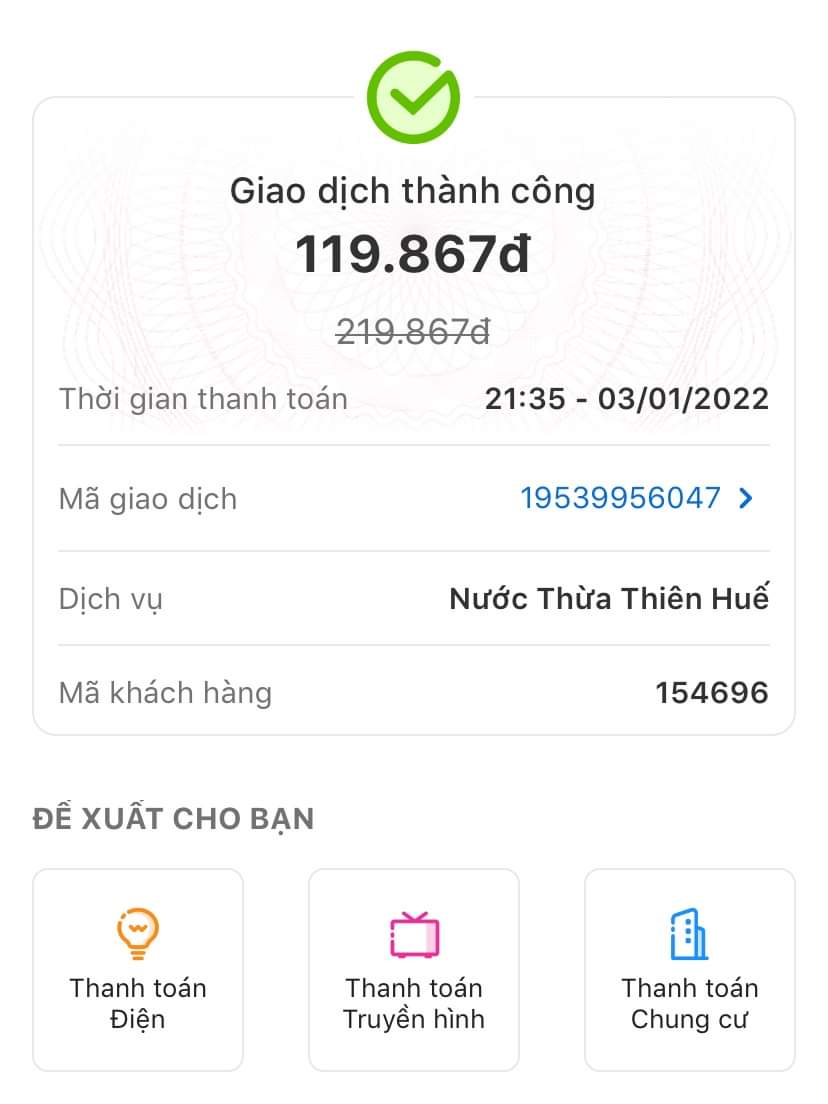 Giao dịch thành công
119.867đ
219.867đ
Thời gian thanh toán 21:35 - 03/01/2022
Mã giao dịch 19539956047
Dịch vụ Nước Thừa Thiên Huế
Mã khách hàng 154696
ĐỀ XUẤT CHO BẠN
Thanh toán Điện
Thanh toán Truyền hình
Thanh toán Chung cư